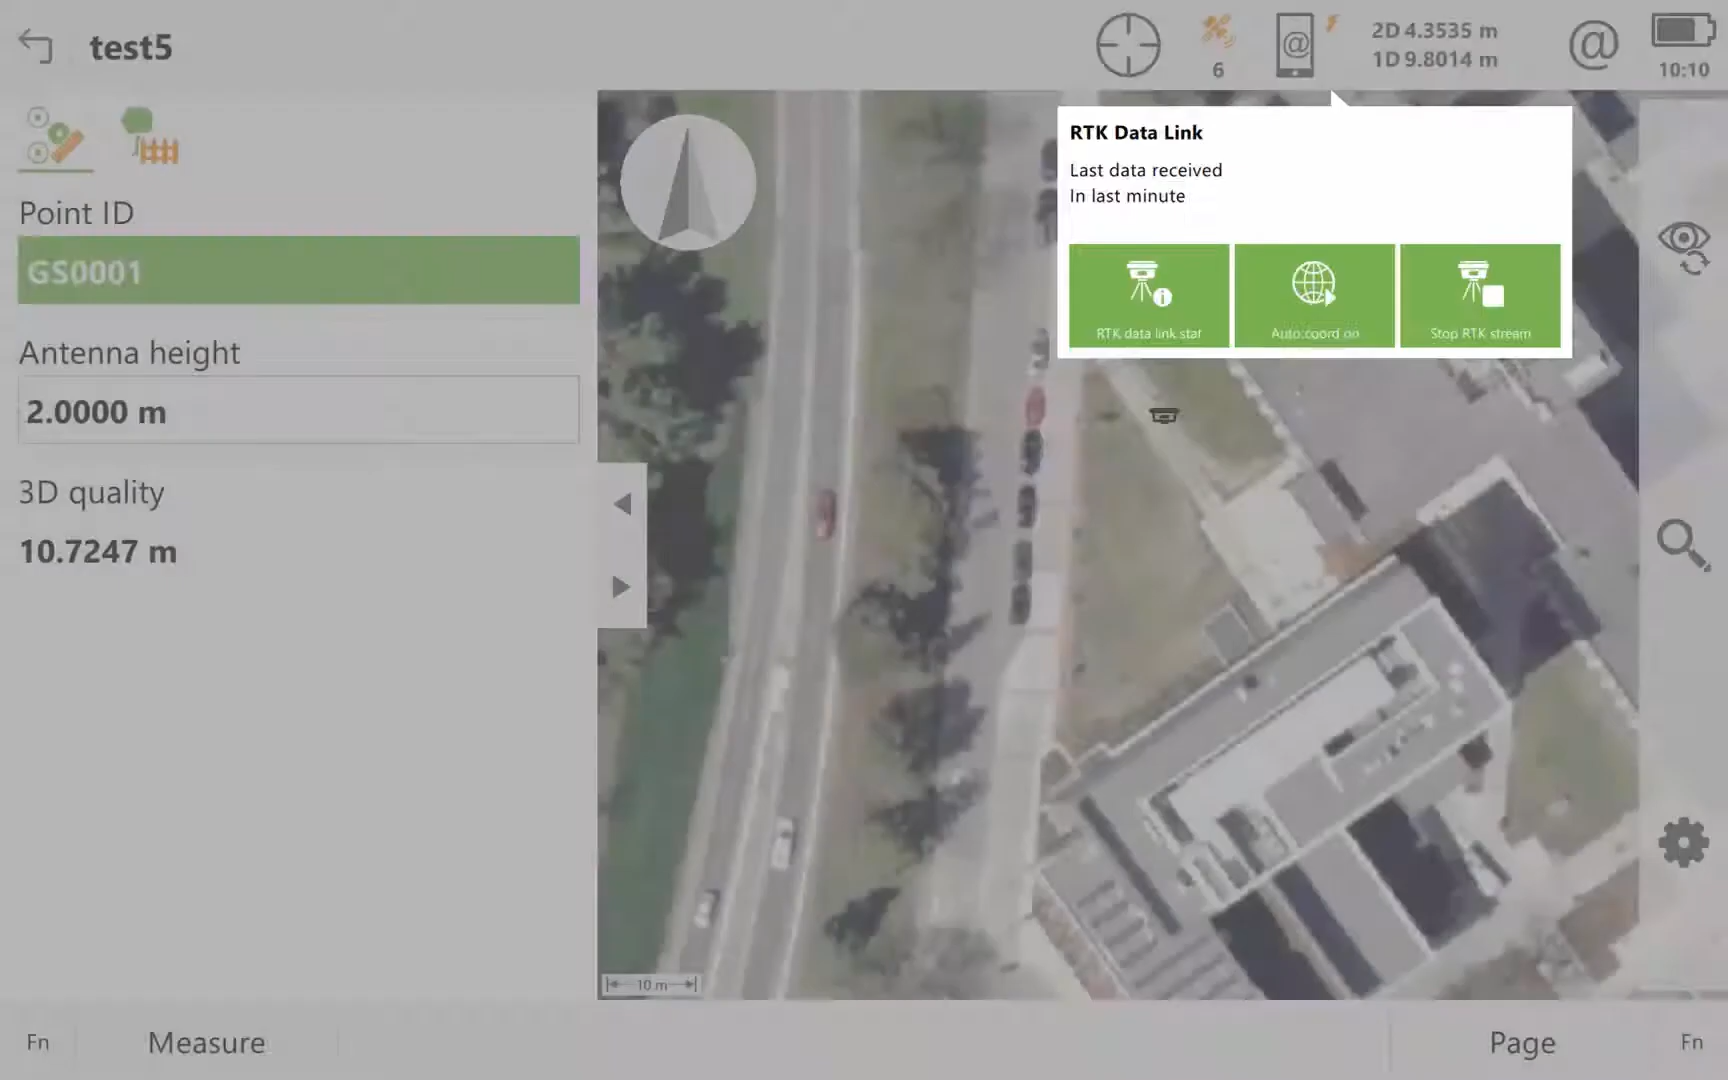 test5
6
2D 4.3535 m
1D 9.8014 m
10:10
Point ID
GS0001
Antenna height
2.0000 m
3D quality
10.7247 m
RTK Data Link
Last data received
In last minute
RTK data link stat
Auto.coord on
Stop RTK stream
10 m
Fn
Measure
Page
Fn